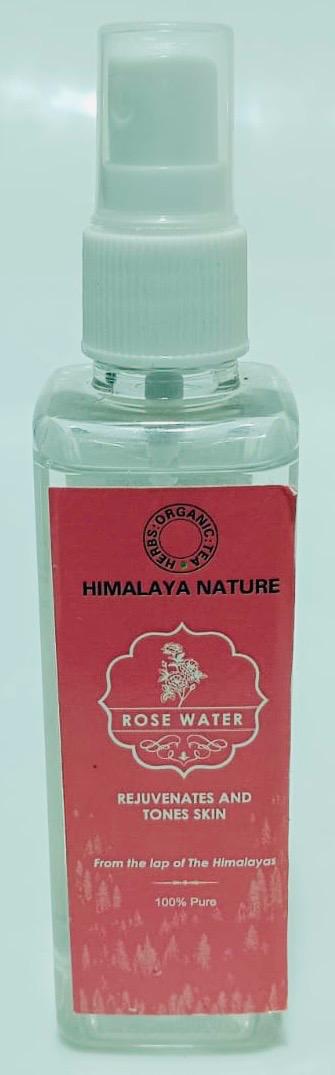 HERBS:ORGANIC:TEA
HIMALAYA NATURE
ROSE WATER
REJUVENATES AND
TONES SKIN
From the lap of The Himalayas
100% Pure